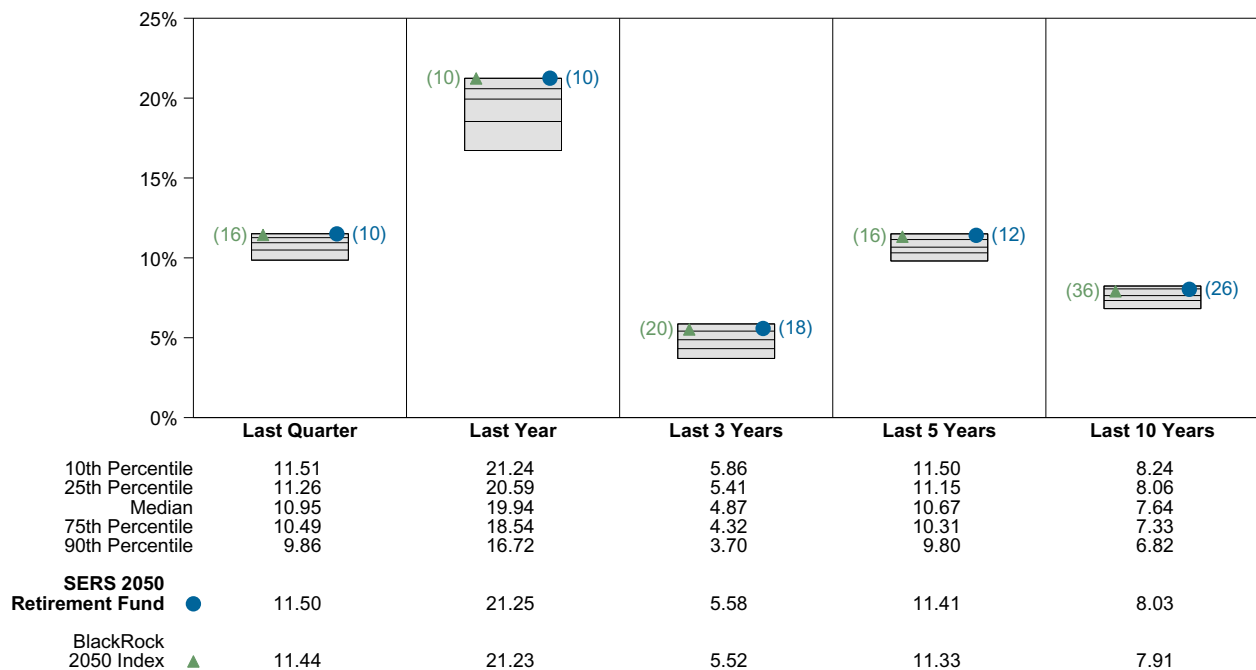 25%
20%
15%
10%
5%
0%
(16) (10)
(10) (10)
(20) (18)
(16) (12)
(36) (26)
Last Quarter Last Year Last 3 Years Last 5 Years Last 10 Years
10th Percentile 11.51 21.24 5.86 11.50 8.24
25th Percentile 11.26 20.59 5.41 11.15 8.06
Median 10.95 19.94 4.87 10.67 7.64
75th Percentile 10.49 18.54 4.32 10.31 7.33
90th Percentile 9.86 16.72 3.70 9.80 6.82
SERS 2050
Retirement Fund 11.50 21.25 5.58 11.41 8.03
BlackRock
2050 Index 11.44 21.23 5.52 11.33 7.91